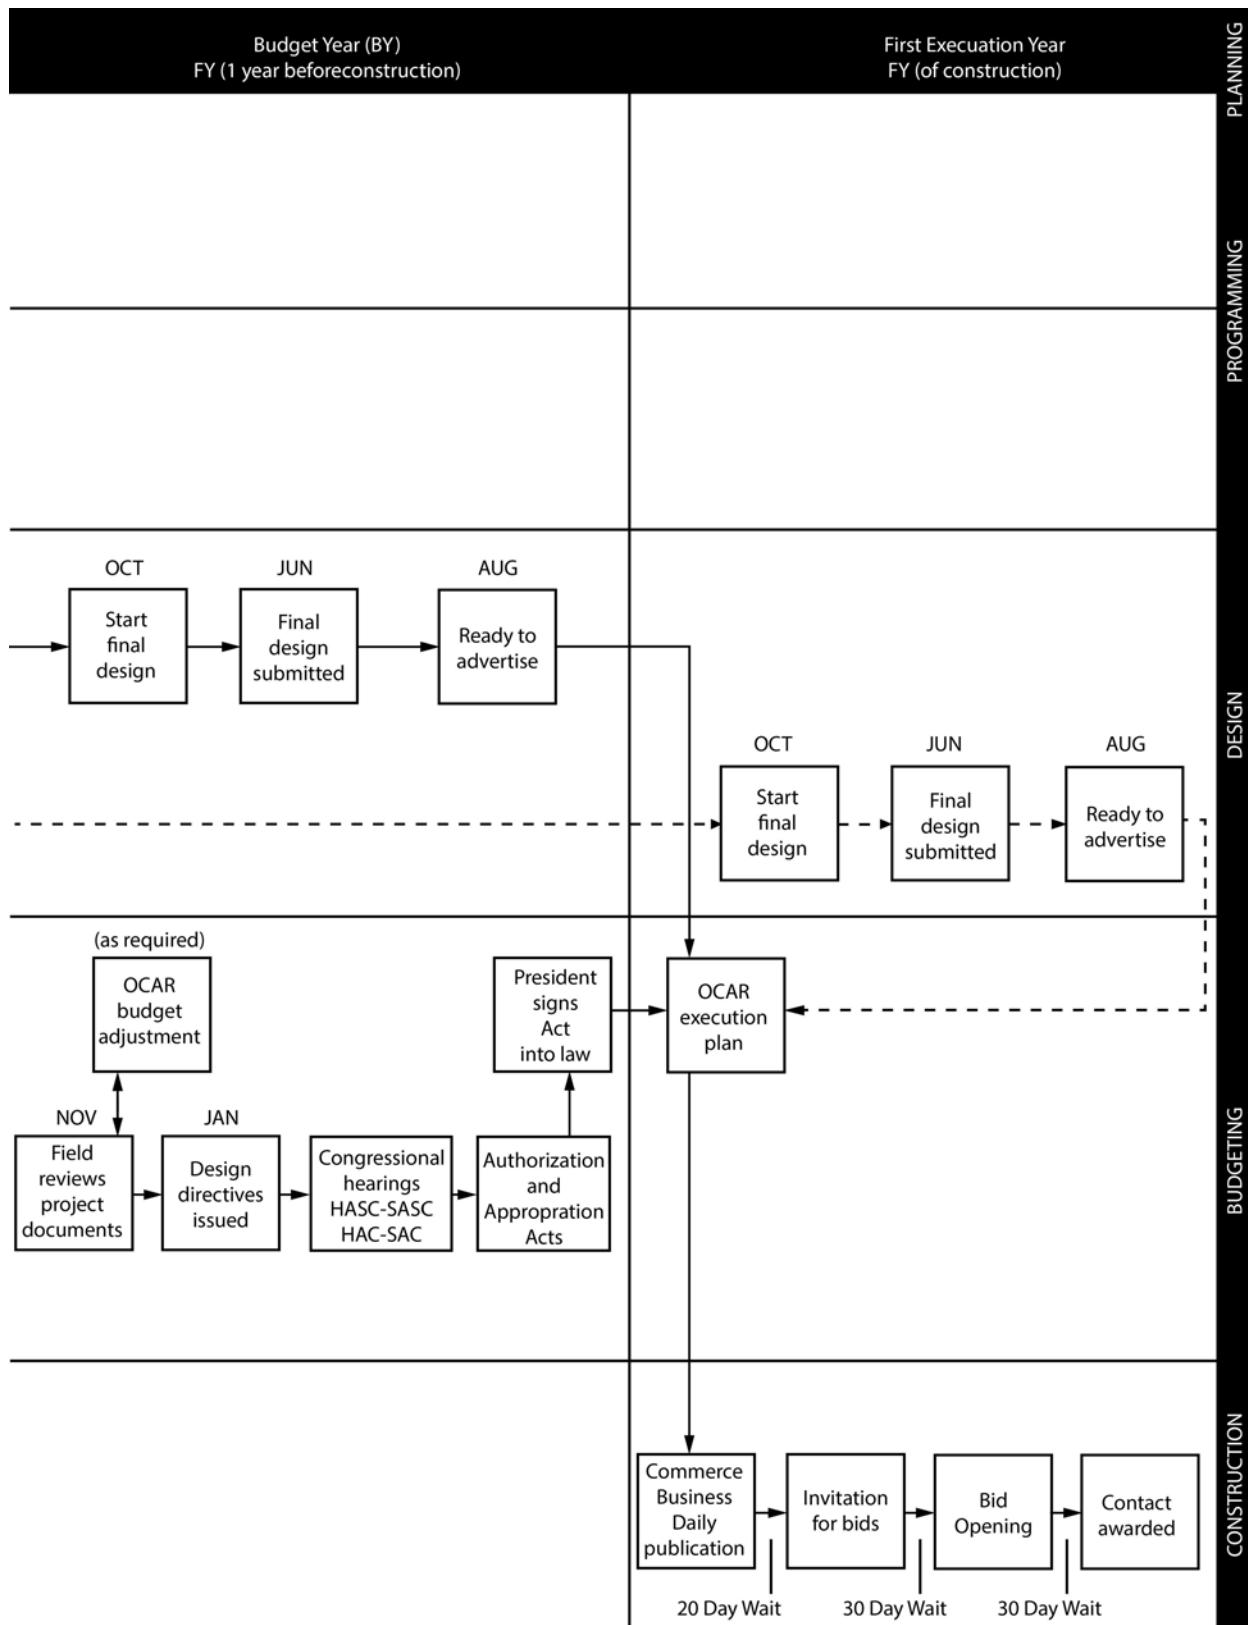 Budget Year (BY)
FY (1 year beforeconstruction)
First Execuation Year
FY (of construction)
PLANNING
PROGRAMMING
OCT
Start
final
design
JUN
Final
design
submitted
AUG
Ready to
advertise
OCT
Start
final
design
JUN
Final
design
submitted
AUG
Ready to
advertise
DESIGN
(as required)
OCAR
budget
adjustment
President
signs
Act
into law
OCAR
execution
plan
NOV
Field
reviews
project
documents
JAN
Design
directives
issued
Congressional
hearings
HASC-SASC
HAC-SAC
Authorization
and
Appropration
Acts
BUDGETING
Commerce
Business
Daily
publication
Invitation
for bids
Bid
Opening
Contact
awarded
20 Day Wait
30 Day Wait
30 Day Wait
CONSTRUCTION